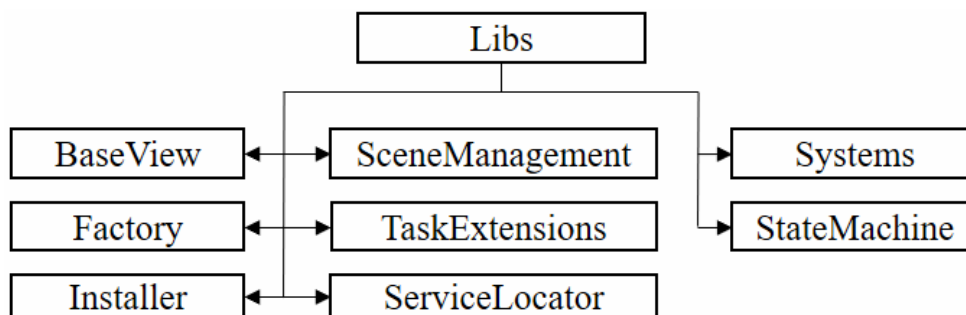 Libs
BaseView
SceneManagement
Systems
Factory
TaskExtensions
StateMachine
Installer
ServiceLocator